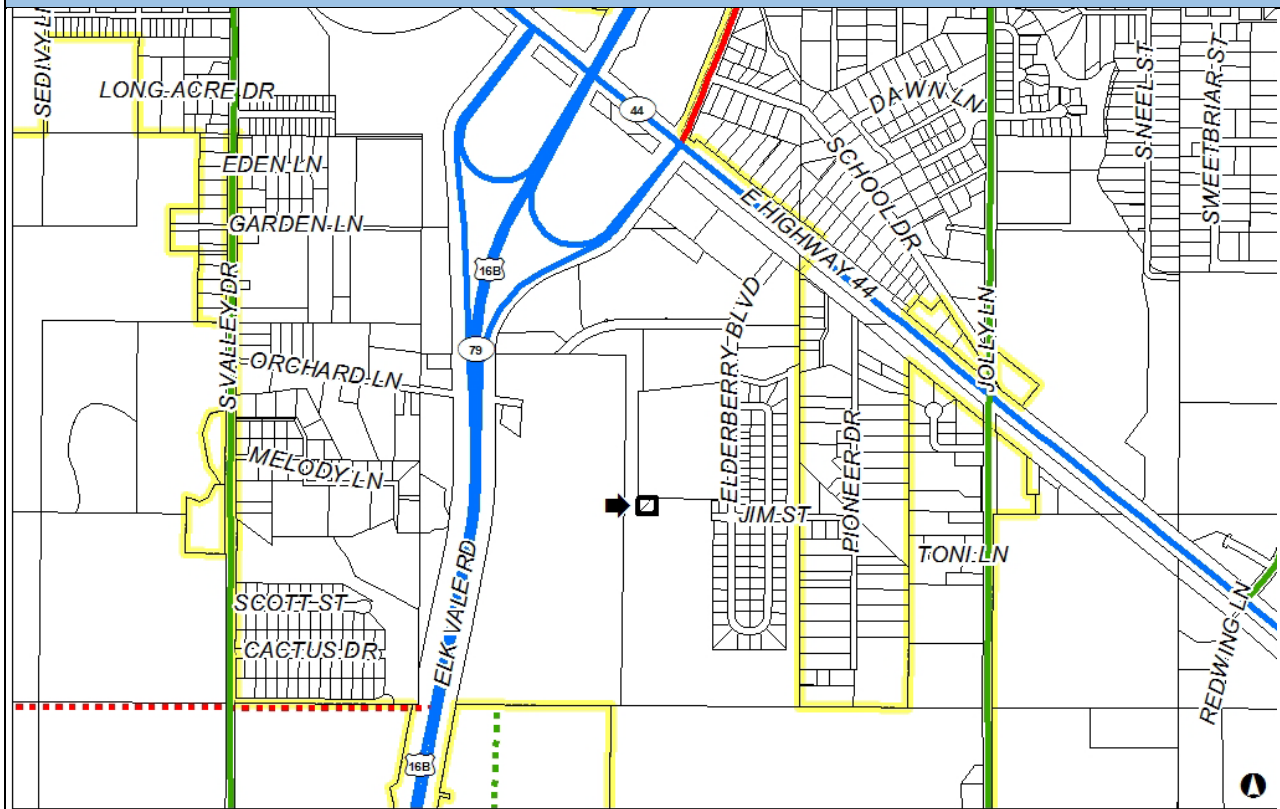 SEDIVY LN
LONG ACRE DR
EDEN LN
GARDEN LN
S VALLEY DR
ORCHARD LN
MELODY LN
SCOTT ST
CACTUS DR
ELK VALE RD
16B
79
16B
44
E HIGHWAY 44
SCHOOL DR
DAWN LN
S NEEL ST
SWEETBRIAR ST
JOLLY LN
ELDERBERRY BLVD
PIONEER DR
JIM ST
TONI LN
REDWING LN